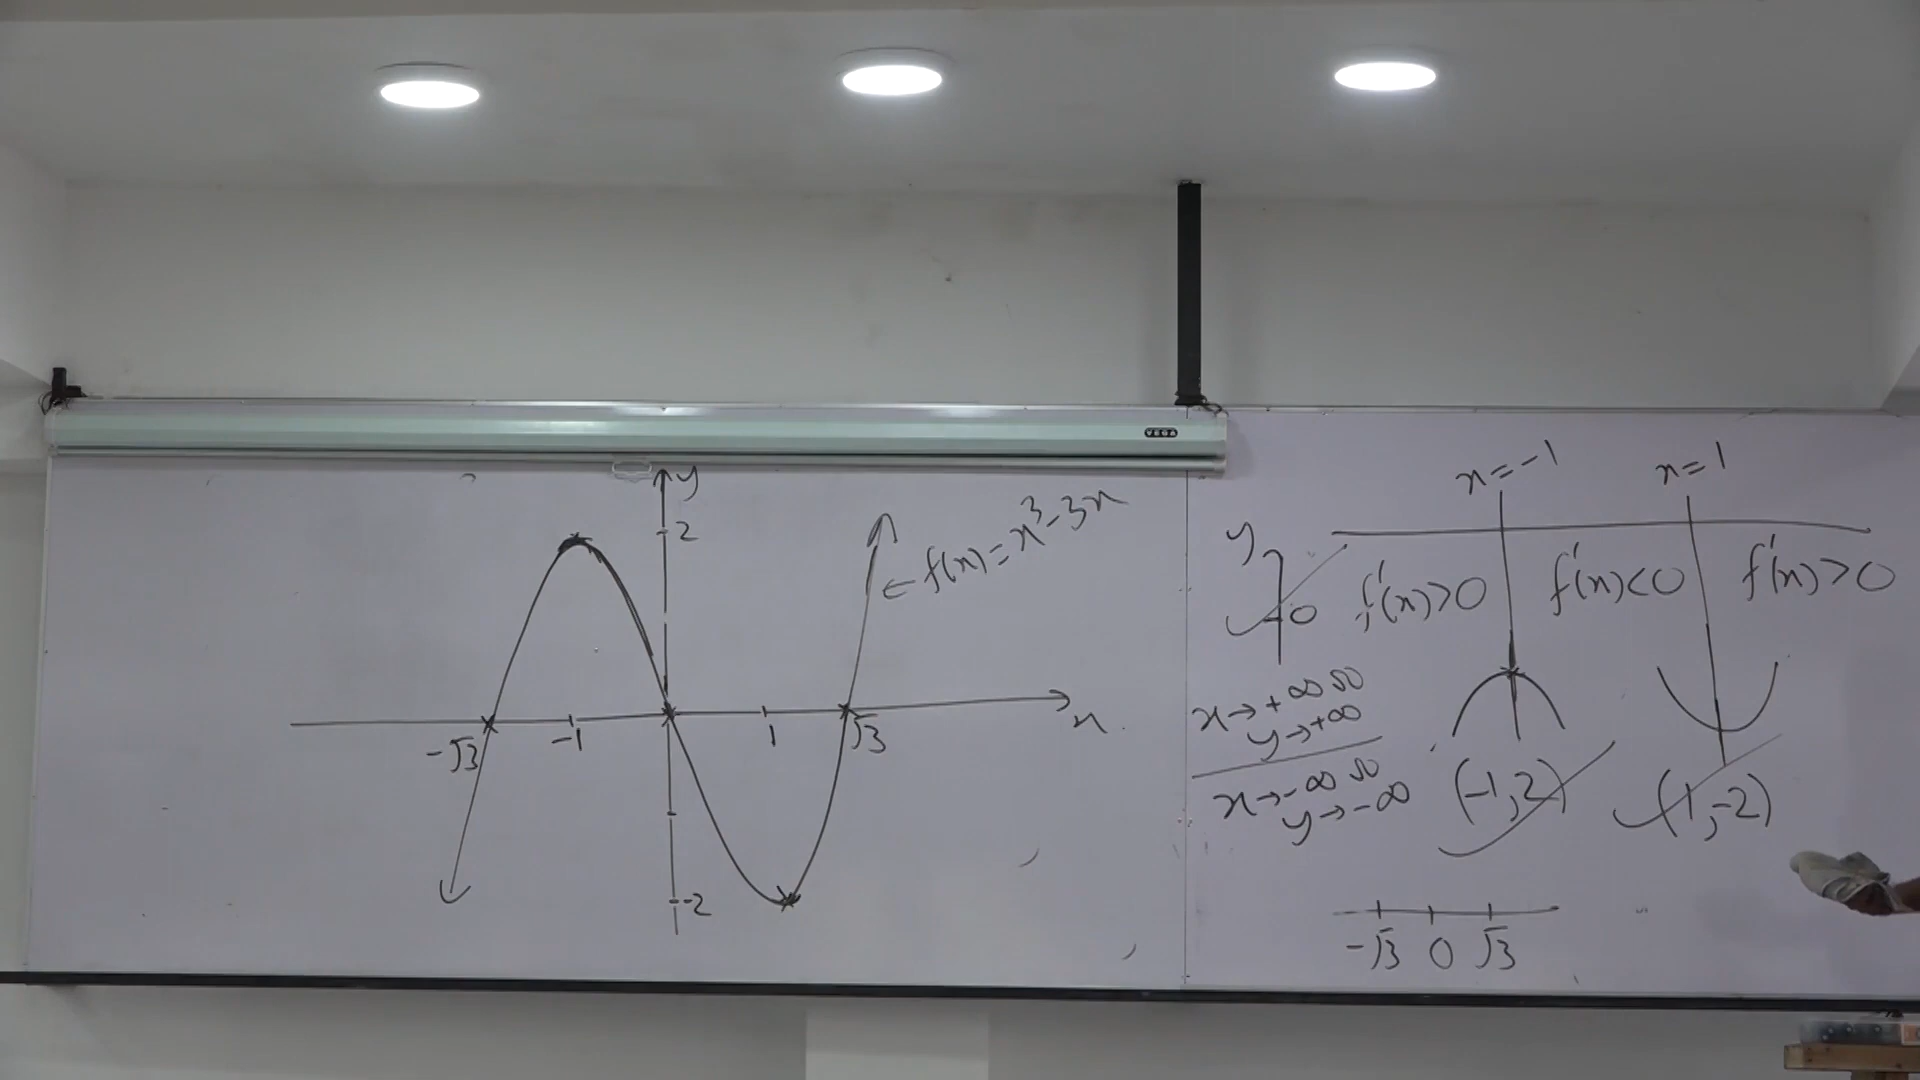 VEGA
y
2
← f(x) = x³-3x
-√3
-1
1
√3
x
-2
x=-1
x=1
y
0
f'(x)>0
f'(x)<0
f'(x)>0
x→+∞ so
y→+∞
x→-∞ so
y→-∞
(-1,2)
(1,-2)
-√3 0 √3